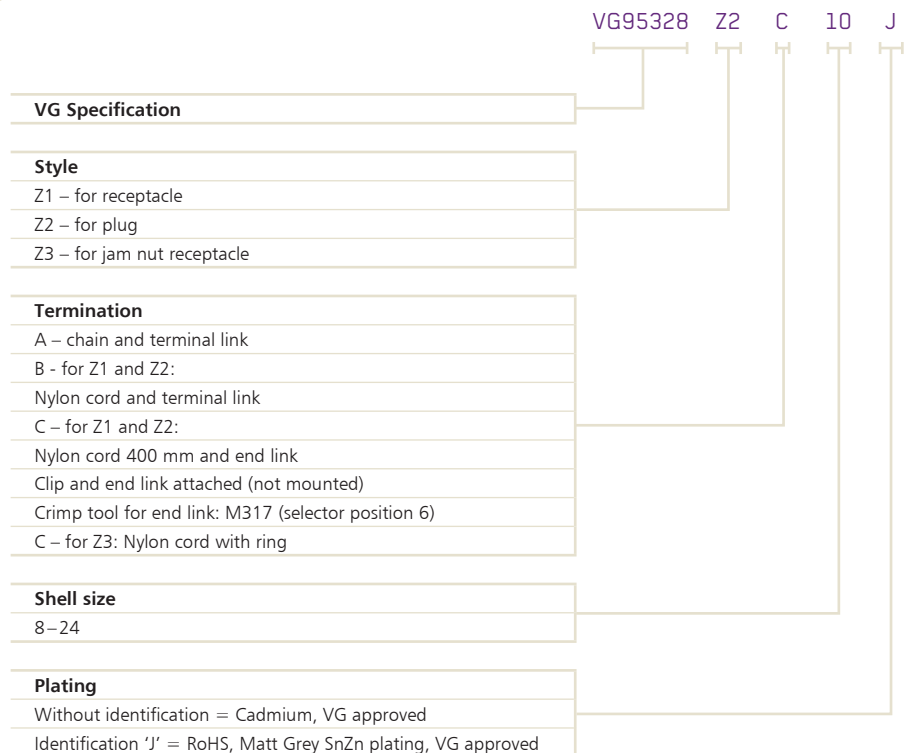 VG95328 Z2 C 10 J
VG Specification
Style
Z1 – for receptacle
Z2 – for plug
Z3 – for jam nut receptacle
Termination
A – chain and terminal link
B - for Z1 and Z2:
Nylon cord and terminal link
C – for Z1 and Z2:
Nylon cord 400 mm and end link
Clip and end link attached (not mounted)
Crimp tool for end link: M317 (selector position 6)
C – for Z3: Nylon cord with ring
Shell size
8–24
Plating
Without identification = Cadmium, VG approved
Identification ‘J’ = RoHS, Matt Grey SnZn plating, VG approved